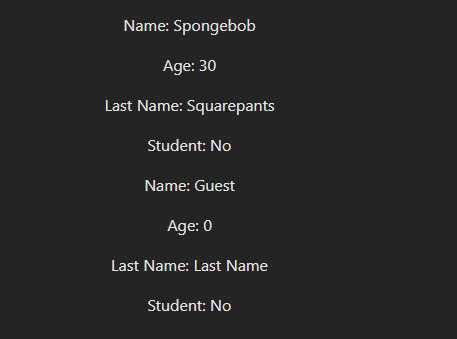 Name: Spongebob
Age: 30
Last Name: Squarepants
Student: No
Name: Guest
Age: 0
Last Name: Last Name
Student: No